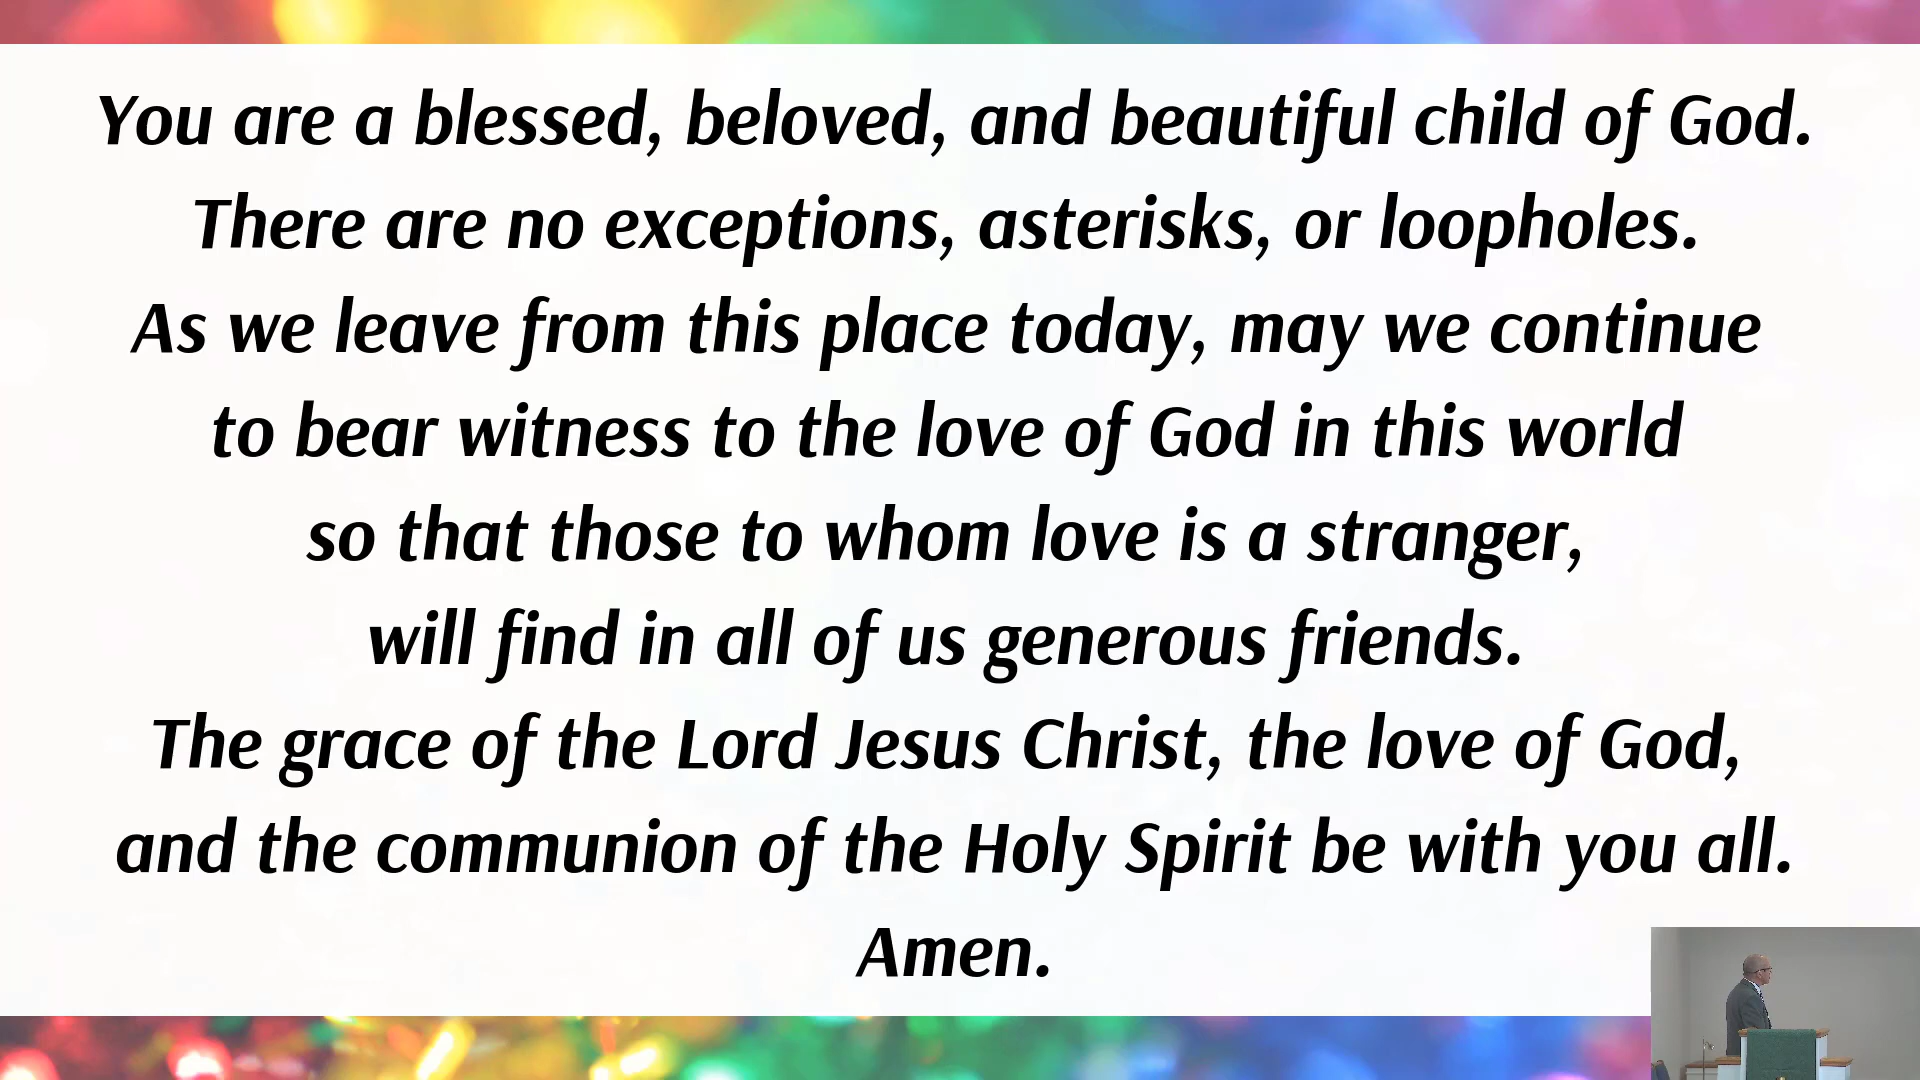 You are a blessed, beloved, and beautiful child of God.
There are no exceptions, asterisks, or loopholes.
As we leave from this place today, may we continue
to bear witness to the love of God in this world
so that those to whom love is a stranger,
will find in all of us generous friends.
The grace of the Lord Jesus Christ, the love of God,
and the communion of the Holy Spirit be with you all.
Amen.